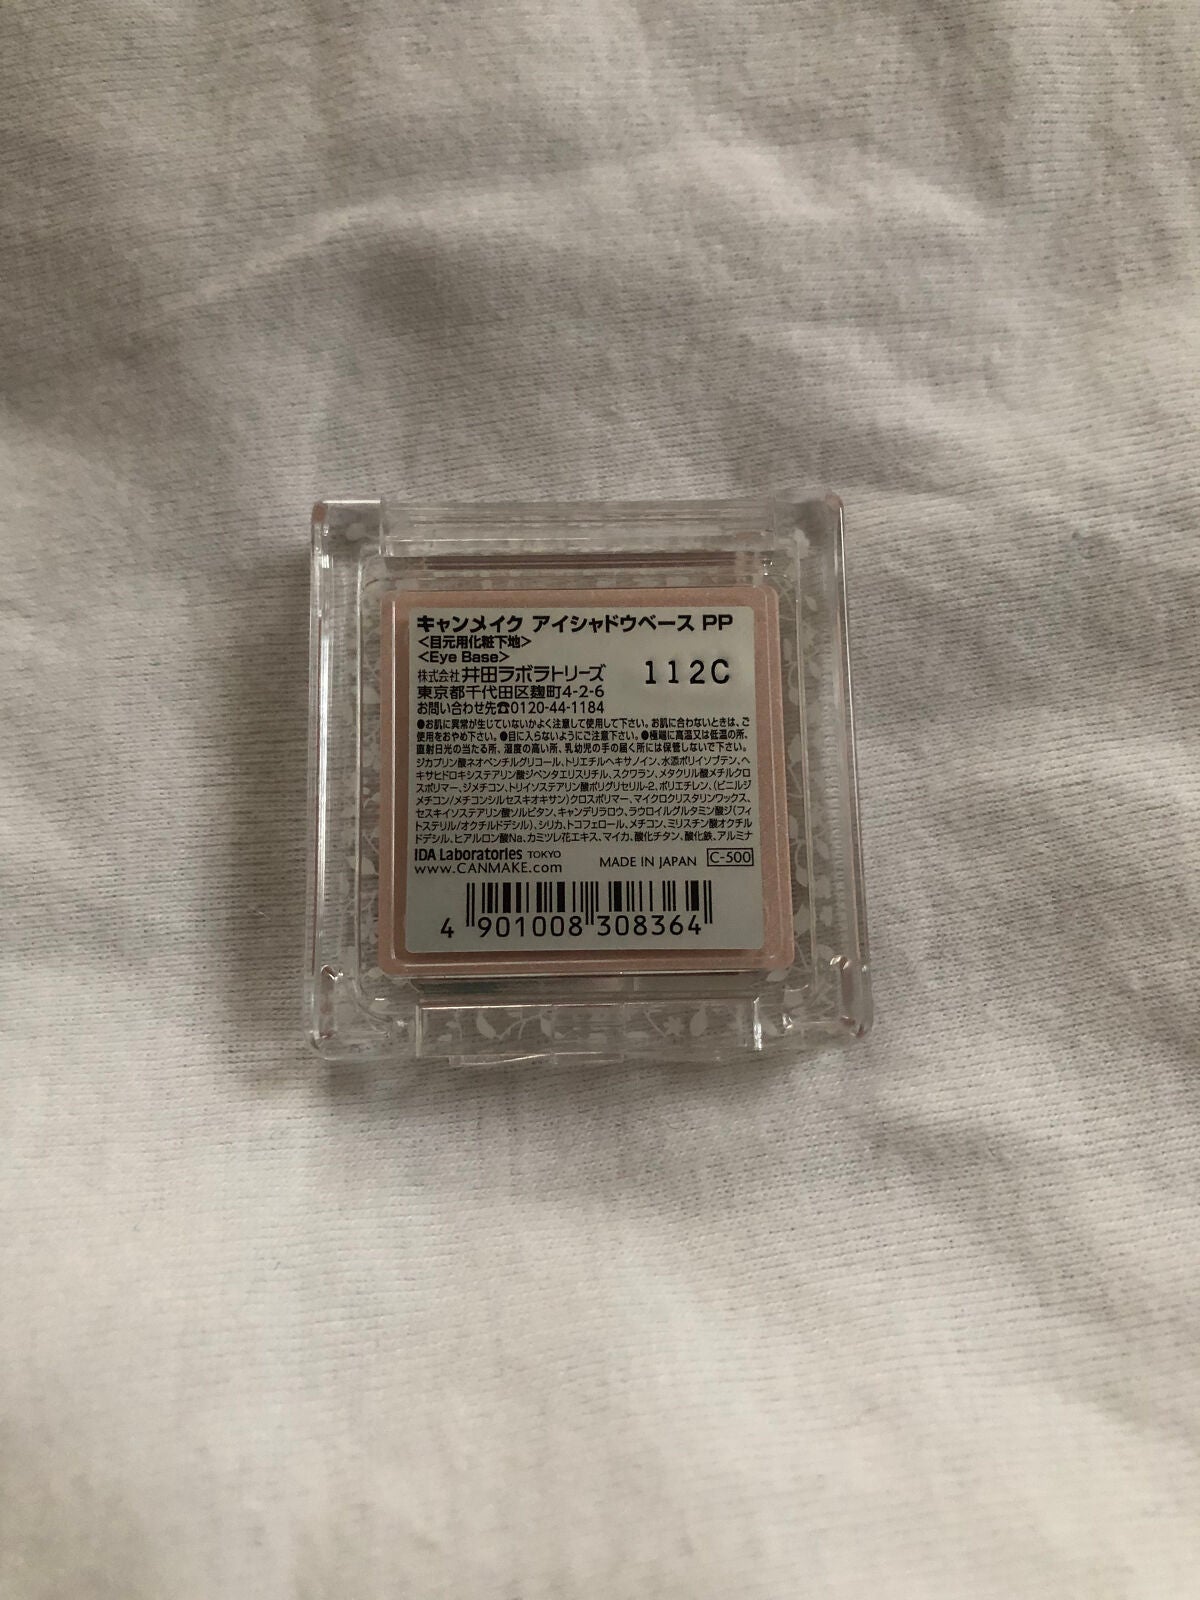 キャンメイク アイシャドウベース PP
<目元用化粧下地>
<Eye Base>
株式会社 井田ラボラトリーズ 112C
東京都千代田区麹町4-2-6
お問い合わせ先☎0120-44-1184
●お肌に異常が生じていないかよく注意して使用して下さい。お肌に合わないときは、ご
使用をおやめ下さい。●目に入らないようにご注意下さい。●極端に高温又は低温の所、
直射日光の当たる所、湿度の高い所、乳幼児の手の届く所には保管しないで下さい。
ジカプリン酸ネオペンチルグリコール、トリエチルヘキサノイン、水添ポリイソブテン、ヘ
キサヒドロキシステアリン酸ジペンタエリスリチル、スクワラン、メタクリル酸メチルクロ
スポリマー、ジメチコン、トリイソステアリン酸ポリグリセリル-2、ポリエチレン、(ビニルジ
メチコン/メチコンシルセスキオキサン)クロスポリマー、マイクロクリスタリンワックス、
セスキイソステアリン酸ソルビタン、キャンデリラロウ、ラウロイルグルタミン酸ジ(フィ
トステリル/オクチルドデシル)、シリカ、トコフェロール、メチコン、ミリスチン酸オクチル
ドデシル、ヒアルロン酸Na、カミツレ花エキス、マイカ、酸化チタン、酸化鉄、アルミナ
IDA Laboratories TOKYO
www.CANMAKE.com MADE IN JAPAN C-500
4 901008 308364